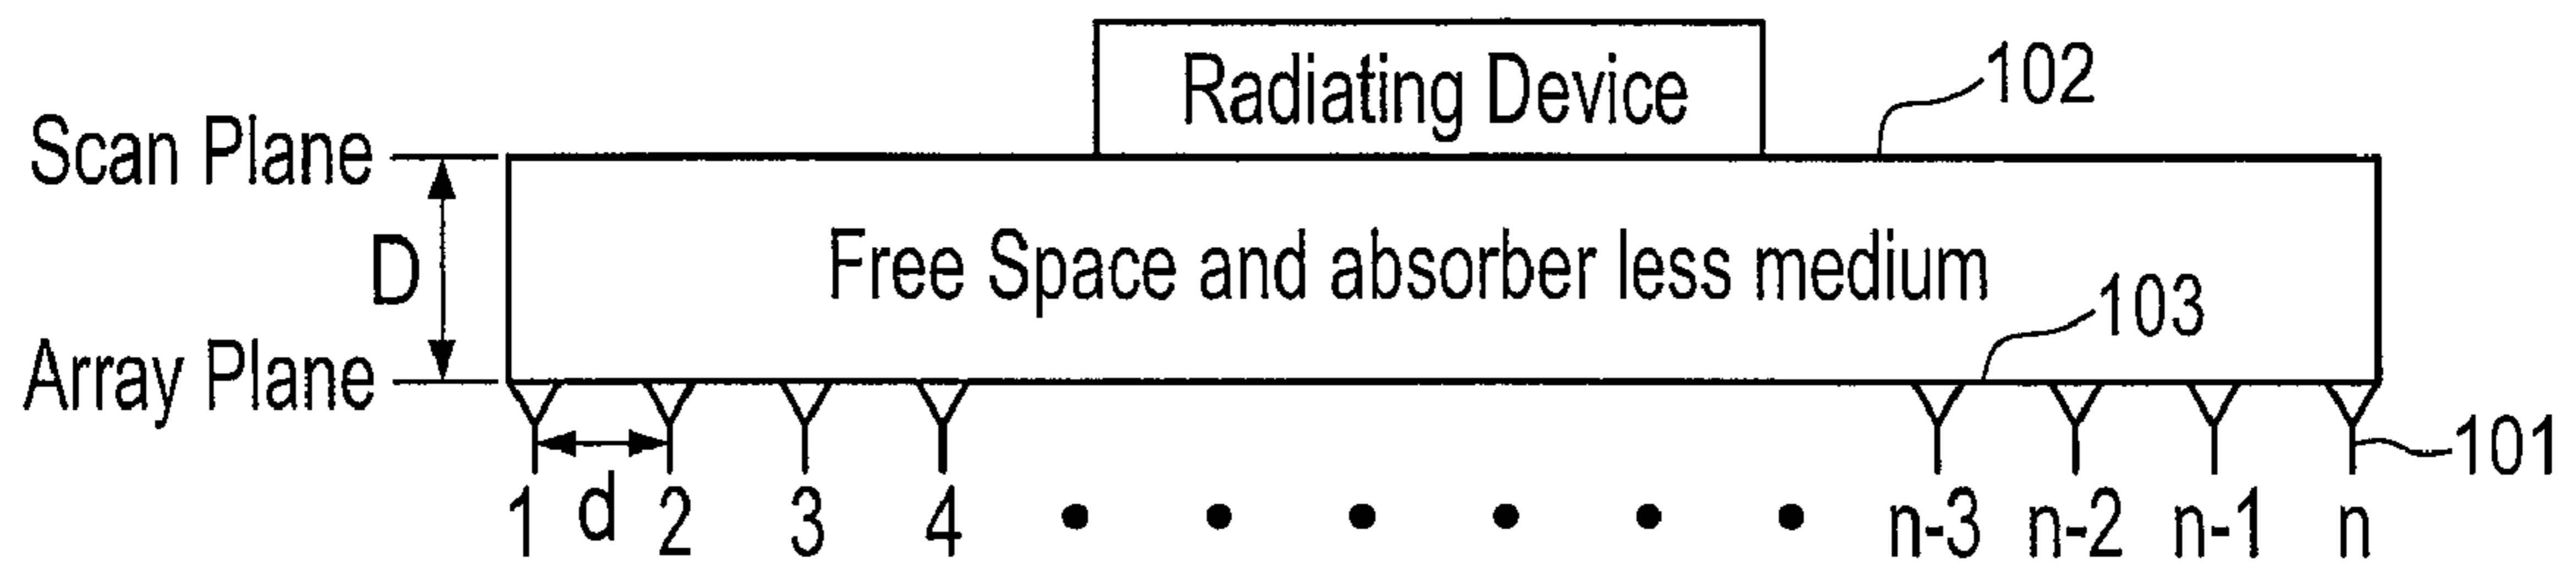 Radiating Device
102
Scan Plane
D
Free Space and absorber less medium
103
Array Plane
101
1 d 2 3 4 • • • • • • n-3 n-2 n-1 n